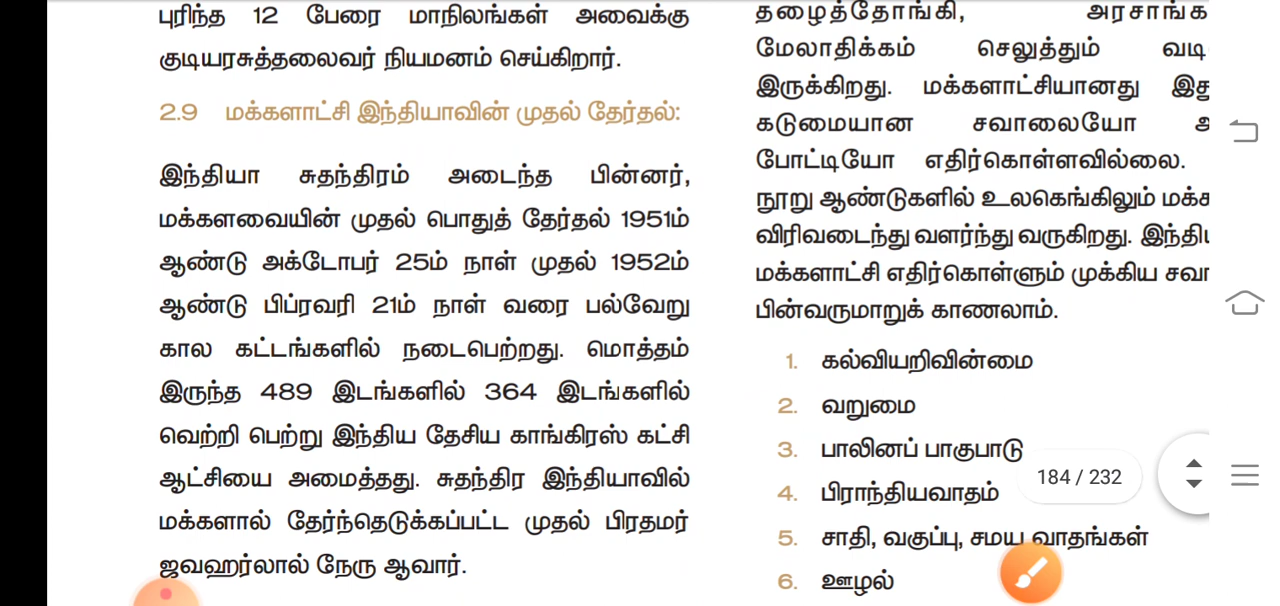 புரிந்த 12 பேரை மாநிலங்கள் அவைக்கு
குடியரசுத்தலைவர் நியமனம் செய்கிறார்.
2.9 மக்களாட்சி இந்தியாவின் முதல் தேர்தல்:
இந்தியா சுதந்திரம் அடைந்த பின்னர்,
மக்களவையின் முதல் பொதுத் தேர்தல் 1951ம்
ஆண்டு அக்டோபர் 25ம் நாள் முதல் 1952ம்
ஆண்டு பிப்ரவரி 21ம் நாள் வரை பல்வேறு
கால கட்டங்களில் நடைபெற்றது. மொத்தம்
இருந்த 489 இடங்களில் 364 இடங்களில்
வெற்றி பெற்று இந்திய தேசிய காங்கிரஸ் கட்சி
ஆட்சியை அமைத்தது. சுதந்திர இந்தியாவில்
மக்களால் தேர்ந்தெடுக்கப்பட்ட முதல் பிரதமர்
ஜவஹர்லால் நேரு ஆவார்.
தழைத்தோங்கி, அரசாங்க
மேலாதிக்கம் செலுத்தும் வடி
இருக்கிறது. மக்களாட்சியானது இது
கடுமையான சவாலையோ
போட்டியோ எதிர்கொள்ளவில்லை.
நூறு ஆண்டுகளில் உலகெங்கிலும் மக்க
விரிவடைந்து வளர்ந்து வருகிறது. இந்திய
மக்களாட்சி எதிர்கொள்ளும் முக்கிய சவா
பின்வருமாறுக் காணலாம்.
1. கல்வியறிவின்மை
2. வறுமை
3. பாலினப் பாகுபாடு
4. பிராந்தியவாதம்
5. சாதி, வகுப்பு, சமய வாதங்கள்
6. ஊழல்
184 / 232